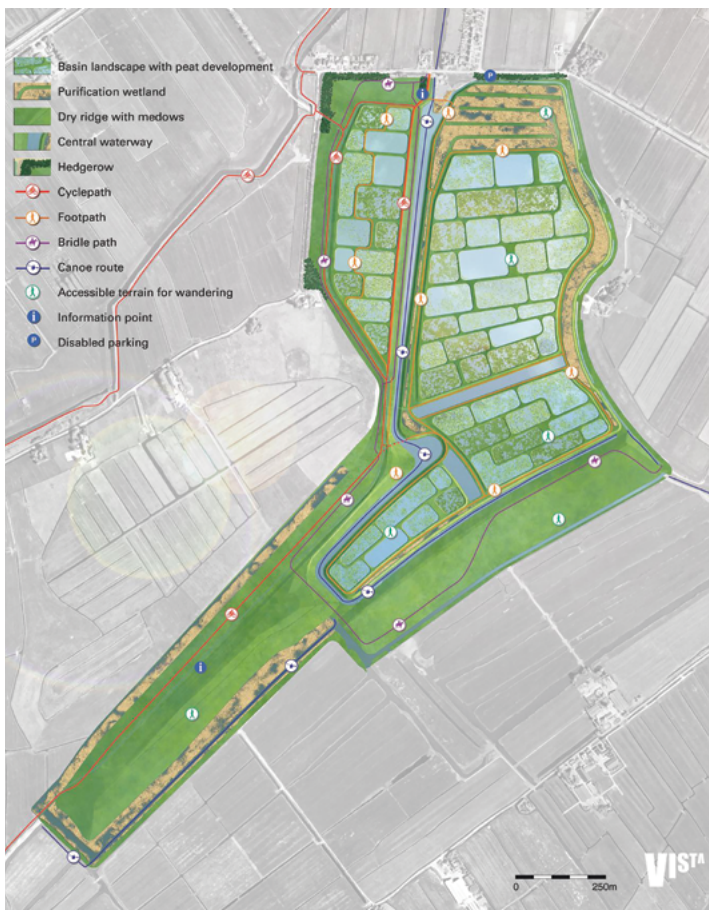 Basin landscape with peat development
Purification wetland
Dry ridge with medows
Central waterway
Hedgerow
Cyclepath
Footpath
Bridle path
Canoe route
Accessible terrain for wandering
Information point
Disabled parking
P
i
i
i
P
VISTA
0 250m